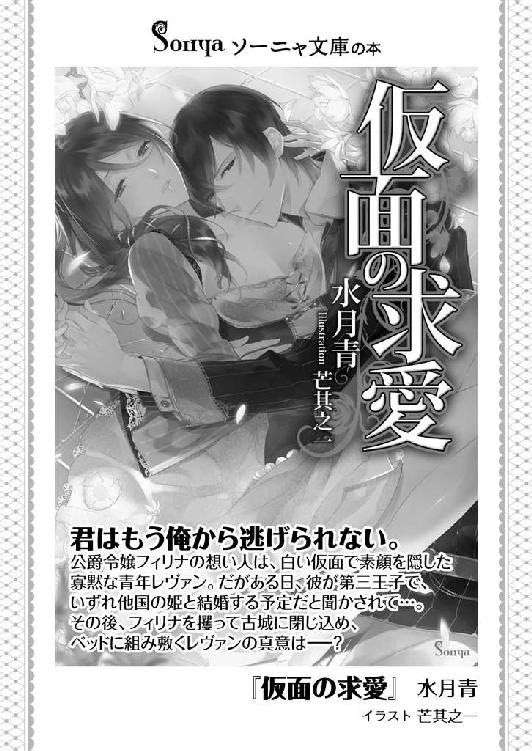 Sonya ソーニャ文庫の本
仮面の求愛
水月青
Illustration 芒其之一
君はもう俺から逃げられない。
公爵令嬢フィリナの想い人は、白い仮面で素顔を隠した
寡黙な青年レヴァン。だがある日、彼が第三王子で、
いずれ他国の姫と結婚する予定だと聞かされて…。
その後、フィリナを攫って古城に閉じ込め、
ベッドに組み敷くレヴァンの真意は―？
Sonya
『仮面の求愛』 水月青
イラスト 芒其之一